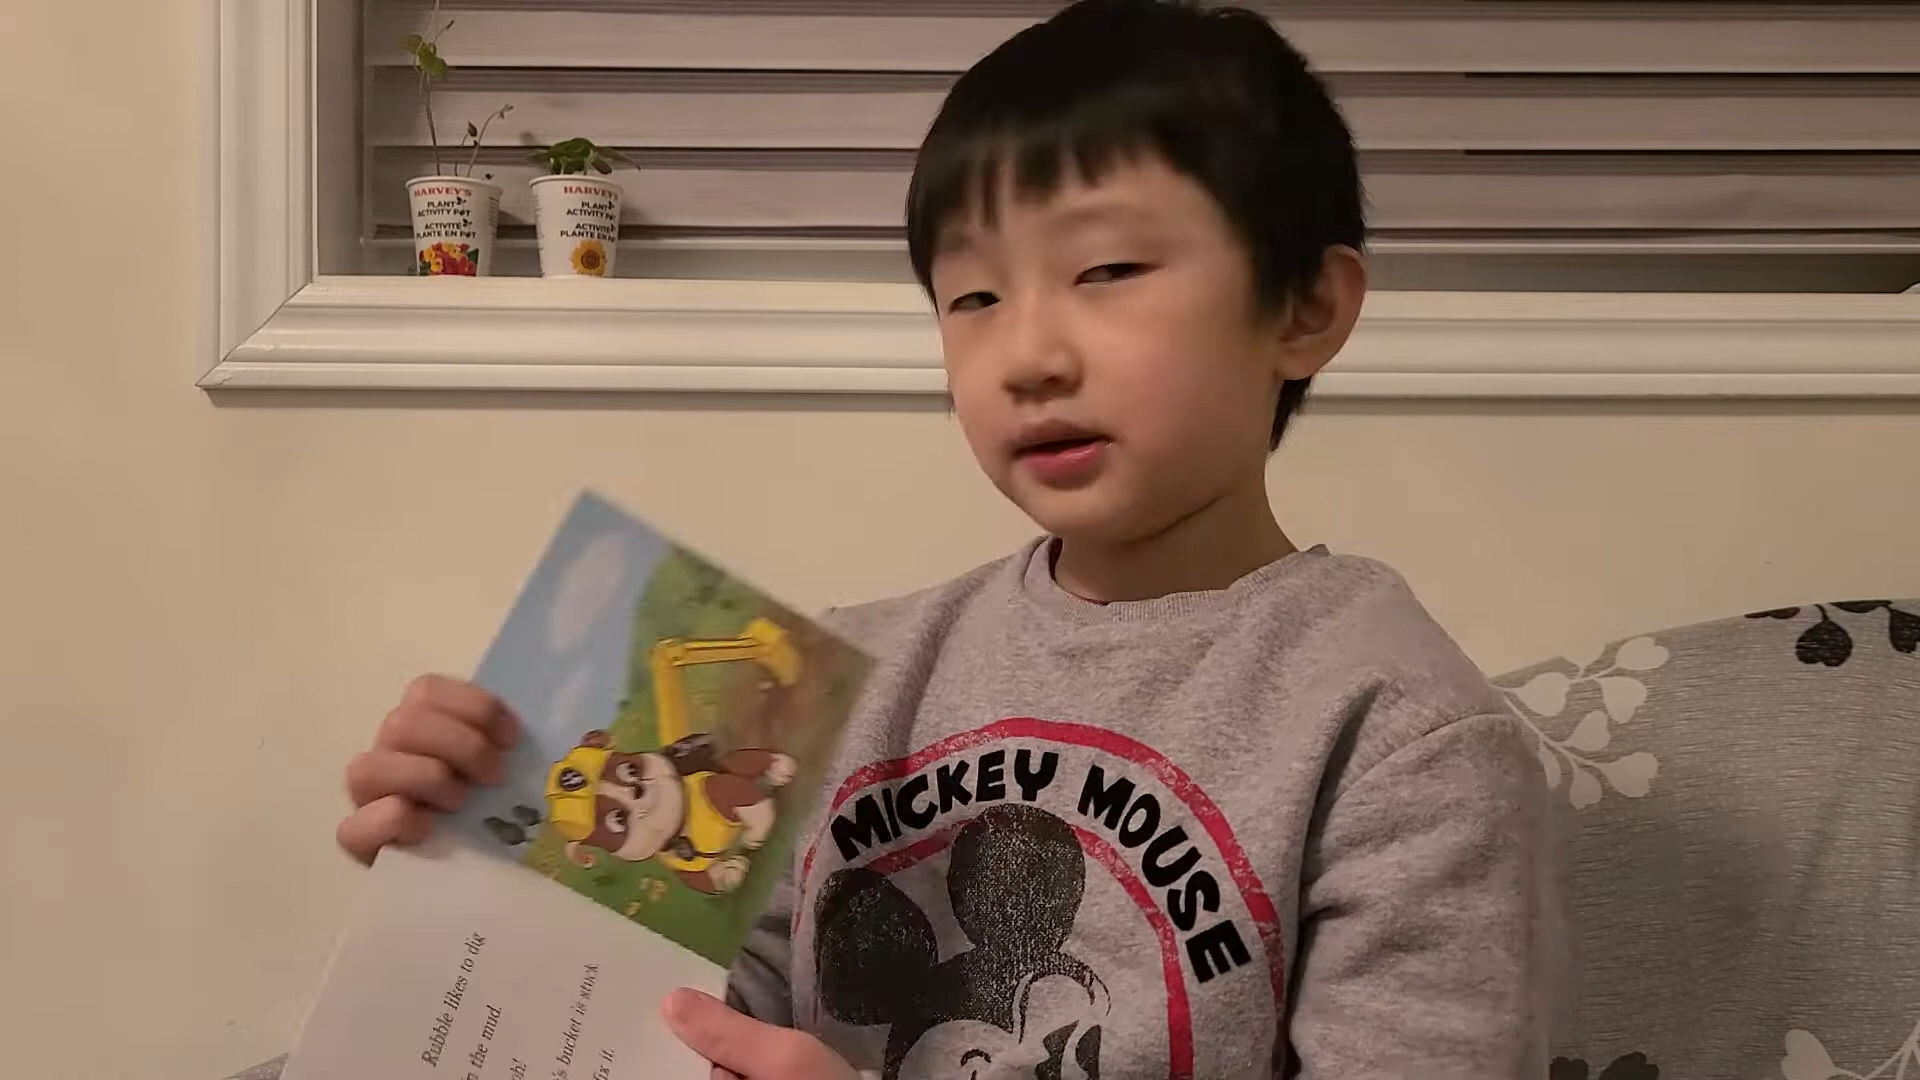 HARVEY'S
PLANT
ACTIVITY POT
ACTIVITÉ
PLANTE EN POT
HARVEY'S
PLANT
ACTIVITY POT
ACTIVITÉ
PLANTE EN
MICKEY MOUSE
Rubble likes to dig
the mud.
bucket is stuck
it.